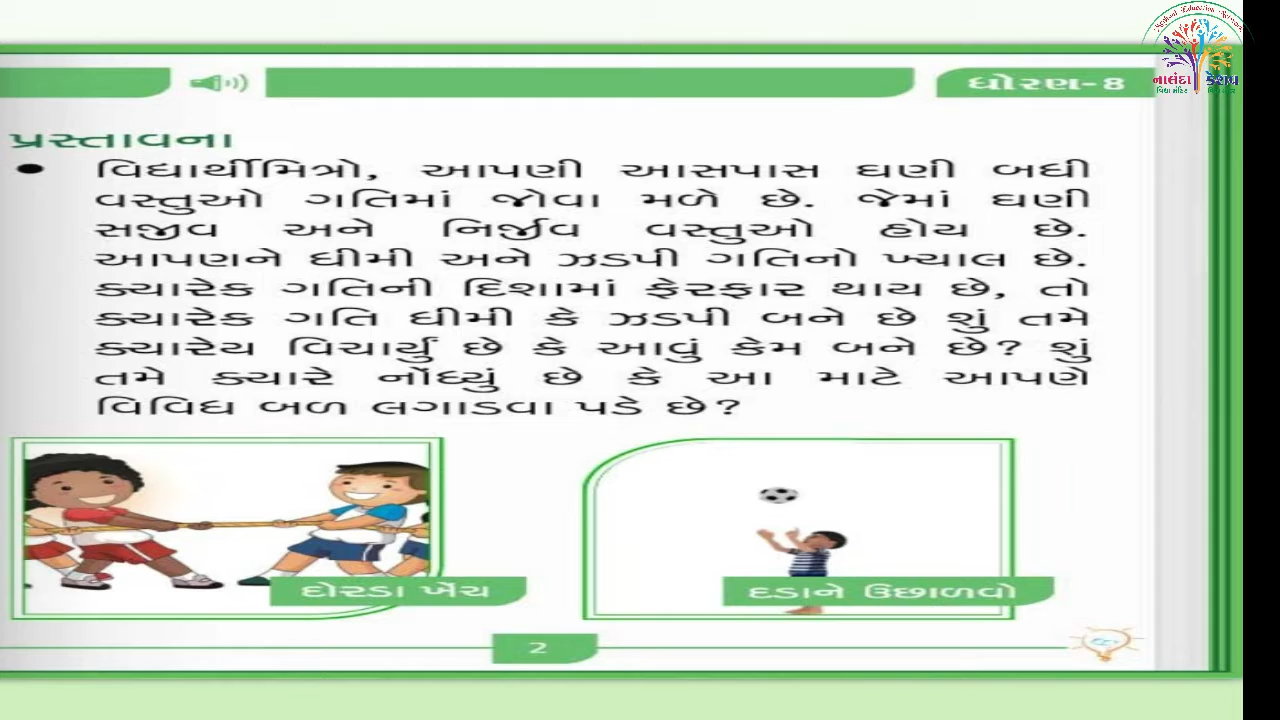 ધોરણ-8
નાલંદા કેશવ
પ્રસ્તાવના
● વિદ્યાર્થીમિત્રો, આપણી આસપાસ ઘણી બધી
વસ્તુઓ ગતિમાં જોવા મળે છે. જેમાં ઘણી
સજીવ અને નિર્જીવ વસ્તુઓ હોય છે.
આપણને ધીમી અને ઝડપી ગતિનો ખ્યાલ છે.
ક્યારેક ગતિની દિશામાં ફેરફાર થાય છે, તો
ક્યારેક ગતિ ધીમી કે ઝડપી બને છે શું તમે
ક્યારેય વિચાર્યું છે કે આવું કેમ બને છે? શું
તમે ક્યારે નોંધ્યું છે કે આ માટે આપણે
વિવિધ બળ લગાડવા પડે છે?
દોરડા ખેંચ
દડાને ઉછાળવો
2